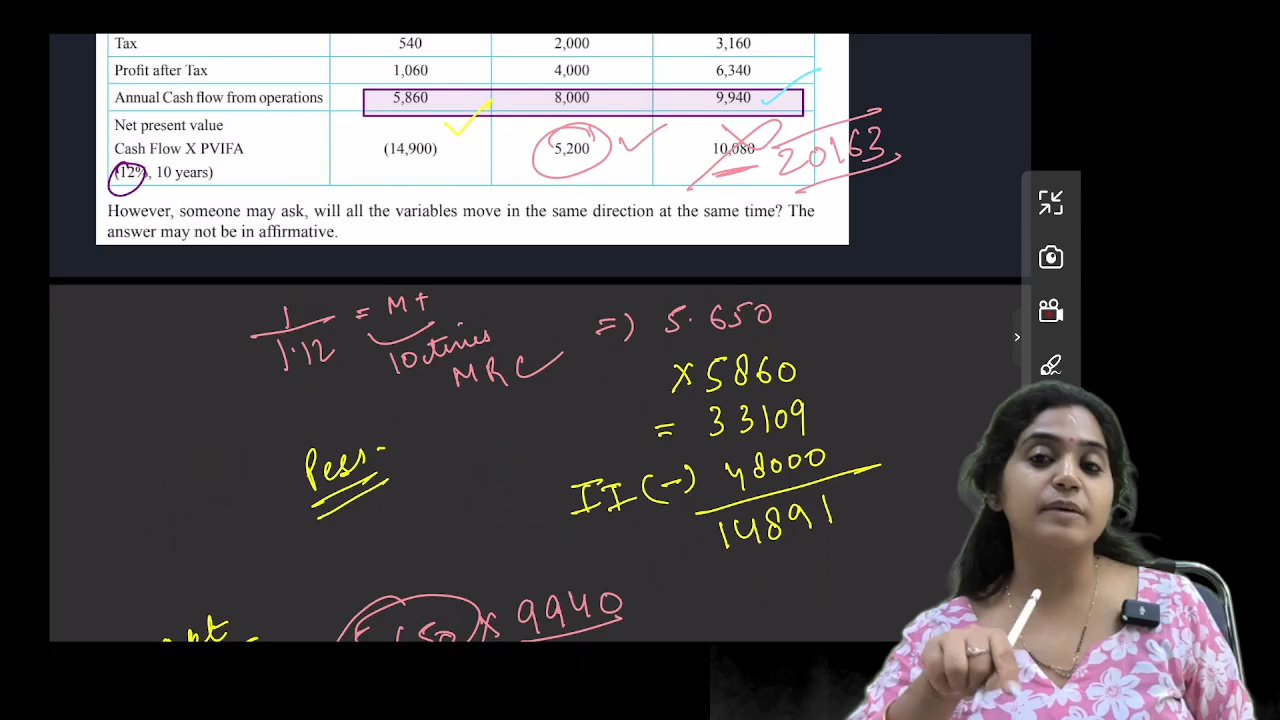 Tax 540 2,000 3,160
Profit after Tax 1,060 4,000 6,340
Annual Cash flow from operations 5,860 8,000 9,940
Net present value
Cash Flow X PVIFA (14,900) 5,200 10,080 20163
(12%, 10 years)
However, someone may ask, will all the variables move in the same direction at the same time? The
answer may not be in affirmative.
1/1.12 = M+ => 5.650
10 times
MRC
× 5860
= 33109
Pess-
II (-) 48000
14891
× 9940